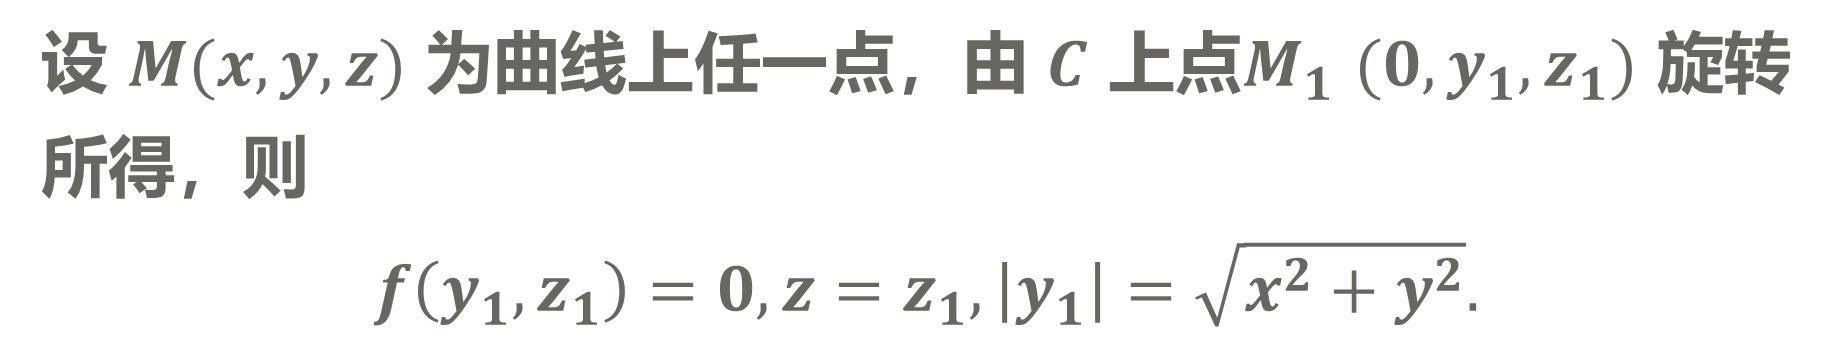 设 M(x, y, z) 为曲线上任一点，由 C 上点M₁ (0, y₁, z₁) 旋转
所得，则
f(y₁, z₁) = 0, z = z₁, |y₁| = √(x² + y²).